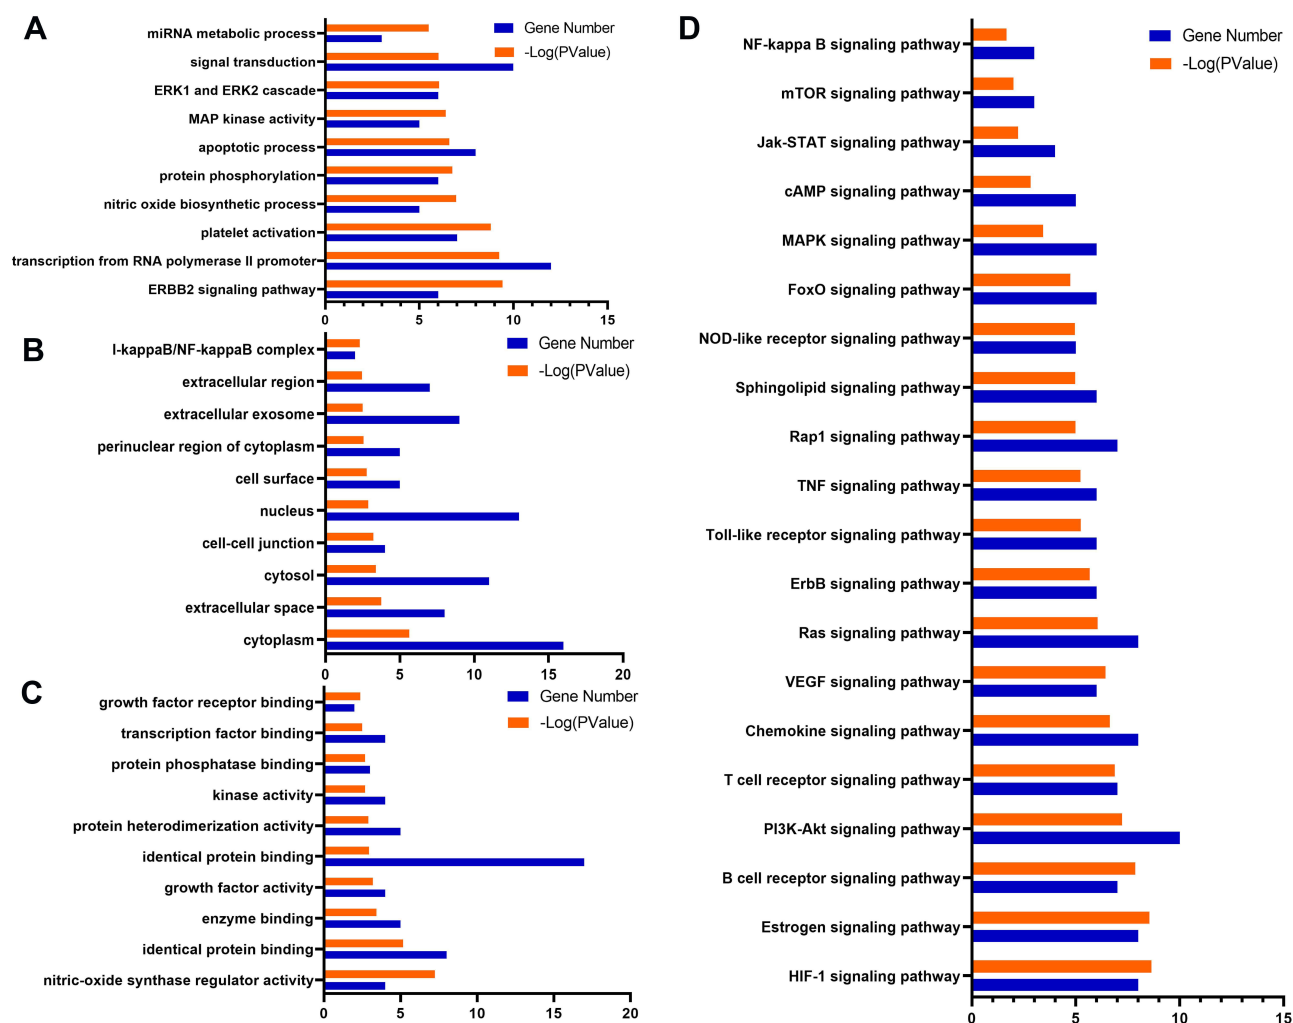 A
miRNA metabolic process
signal transduction
ERK1 and ERK2 cascade
MAP kinase activity
apoptotic process
protein phosphorylation
nitric oxide biosynthetic process
platelet activation
transcription from RNA polymerase II promoter
ERBB2 signaling pathway
0 5 10 15
Gene Number
-Log(PValue)
B
I-kappaB/NF-kappaB complex
extracellular region
extracellular exosome
perinuclear region of cytoplasm
cell surface
nucleus
cell-cell junction
cytosol
extracellular space
cytoplasm
0 5 10 15 20
Gene Number
-Log(PValue)
C
growth factor receptor binding
transcription factor binding
protein phosphatase binding
kinase activity
protein heterodimerization activity
identical protein binding
growth factor activity
enzyme binding
identical protein binding
nitric-oxide synthase regulator activity
0 5 10 15 20
Gene Number
-Log(PValue)
D
NF-kappa B signaling pathway
mTOR signaling pathway
Jak-STAT signaling pathway
cAMP signaling pathway
MAPK signaling pathway
FoxO signaling pathway
NOD-like receptor signaling pathway
Sphingolipid signaling pathway
Rap1 signaling pathway
TNF signaling pathway
Toll-like receptor signaling pathway
ErbB signaling pathway
Ras signaling pathway
VEGF signaling pathway
Chemokine signaling pathway
T cell receptor signaling pathway
PI3K-Akt signaling pathway
B cell receptor signaling pathway
Estrogen signaling pathway
HIF-1 signaling pathway
0 5 10 15
Gene Number
-Log(PValue)